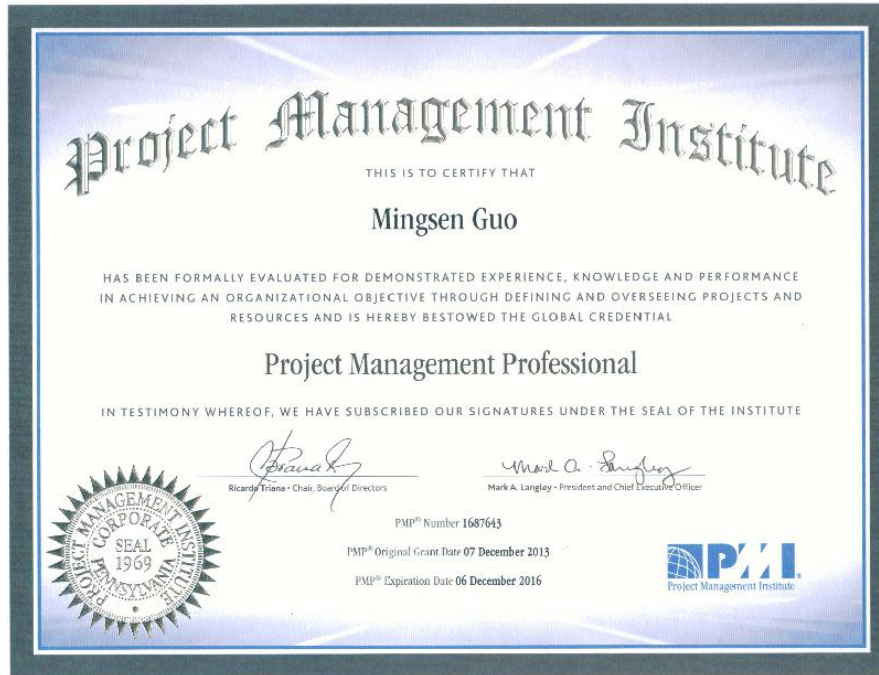 Project Management Institute
THIS IS TO CERTIFY THAT
Mingsen Guo
HAS BEEN FORMALLY EVALUATED FOR DEMONSTRATED EXPERIENCE, KNOWLEDGE AND PERFORMANCE
IN ACHIEVING AN ORGANIZATIONAL OBJECTIVE THROUGH DEFINING AND OVERSEEING PROJECTS AND
RESOURCES AND IS HEREBY BESTOWED THE GLOBAL CREDENTIAL
Project Management Professional
IN TESTIMONY WHEREOF, WE HAVE SUBSCRIBED OUR SIGNATURES UNDER THE SEAL OF THE INSTITUTE
Mark A. Langley
Ricardo Triana • Chair, Board of Directors
Mark A. Langley • President and Chief Executive Officer
PROJECT MANAGEMENT INSTITUTE
CORPORATE
SEAL
1969
PENNSYLVANIA
PMP® Number 1687643
PMP® Original Grant Date 07 December 2013
PMP® Expiration Date 06 December 2016
PMI
Project Management Institute